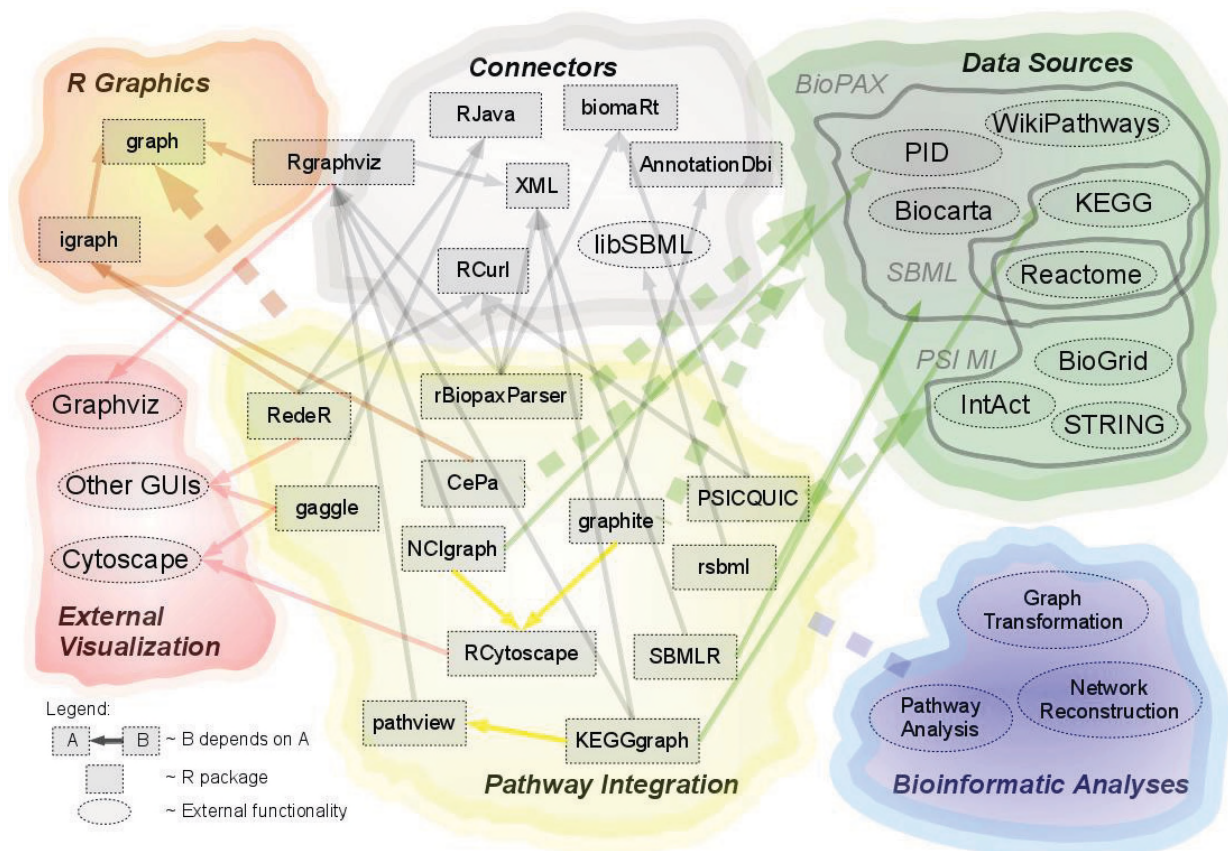 R Graphics
graph
igraph
Connectors
RJava
biomaRt
Rgraphviz
XML
AnnotationDbi
libSBML
RCurl
Data Sources
BioPAX
WikiPathways
PID
Biocarta
KEGG
SBML
Reactome
PSI MI
BioGrid
IntAct
STRING
Graphviz
Other GUIs
Cytoscape
External
Visualization
RedeR
rBiopaxParser
CePa
gaggle
graphite
PSICQUIC
NCIgraph
rsbml
RCytoscape
SBMLR
pathview
KEGGgraph
Pathway Integration
Graph
Transformation
Network
Reconstruction
Pathway
Analysis
Bioinformatic Analyses
Legend:
A B ~ B depends on A
~ R package
~ External functionality